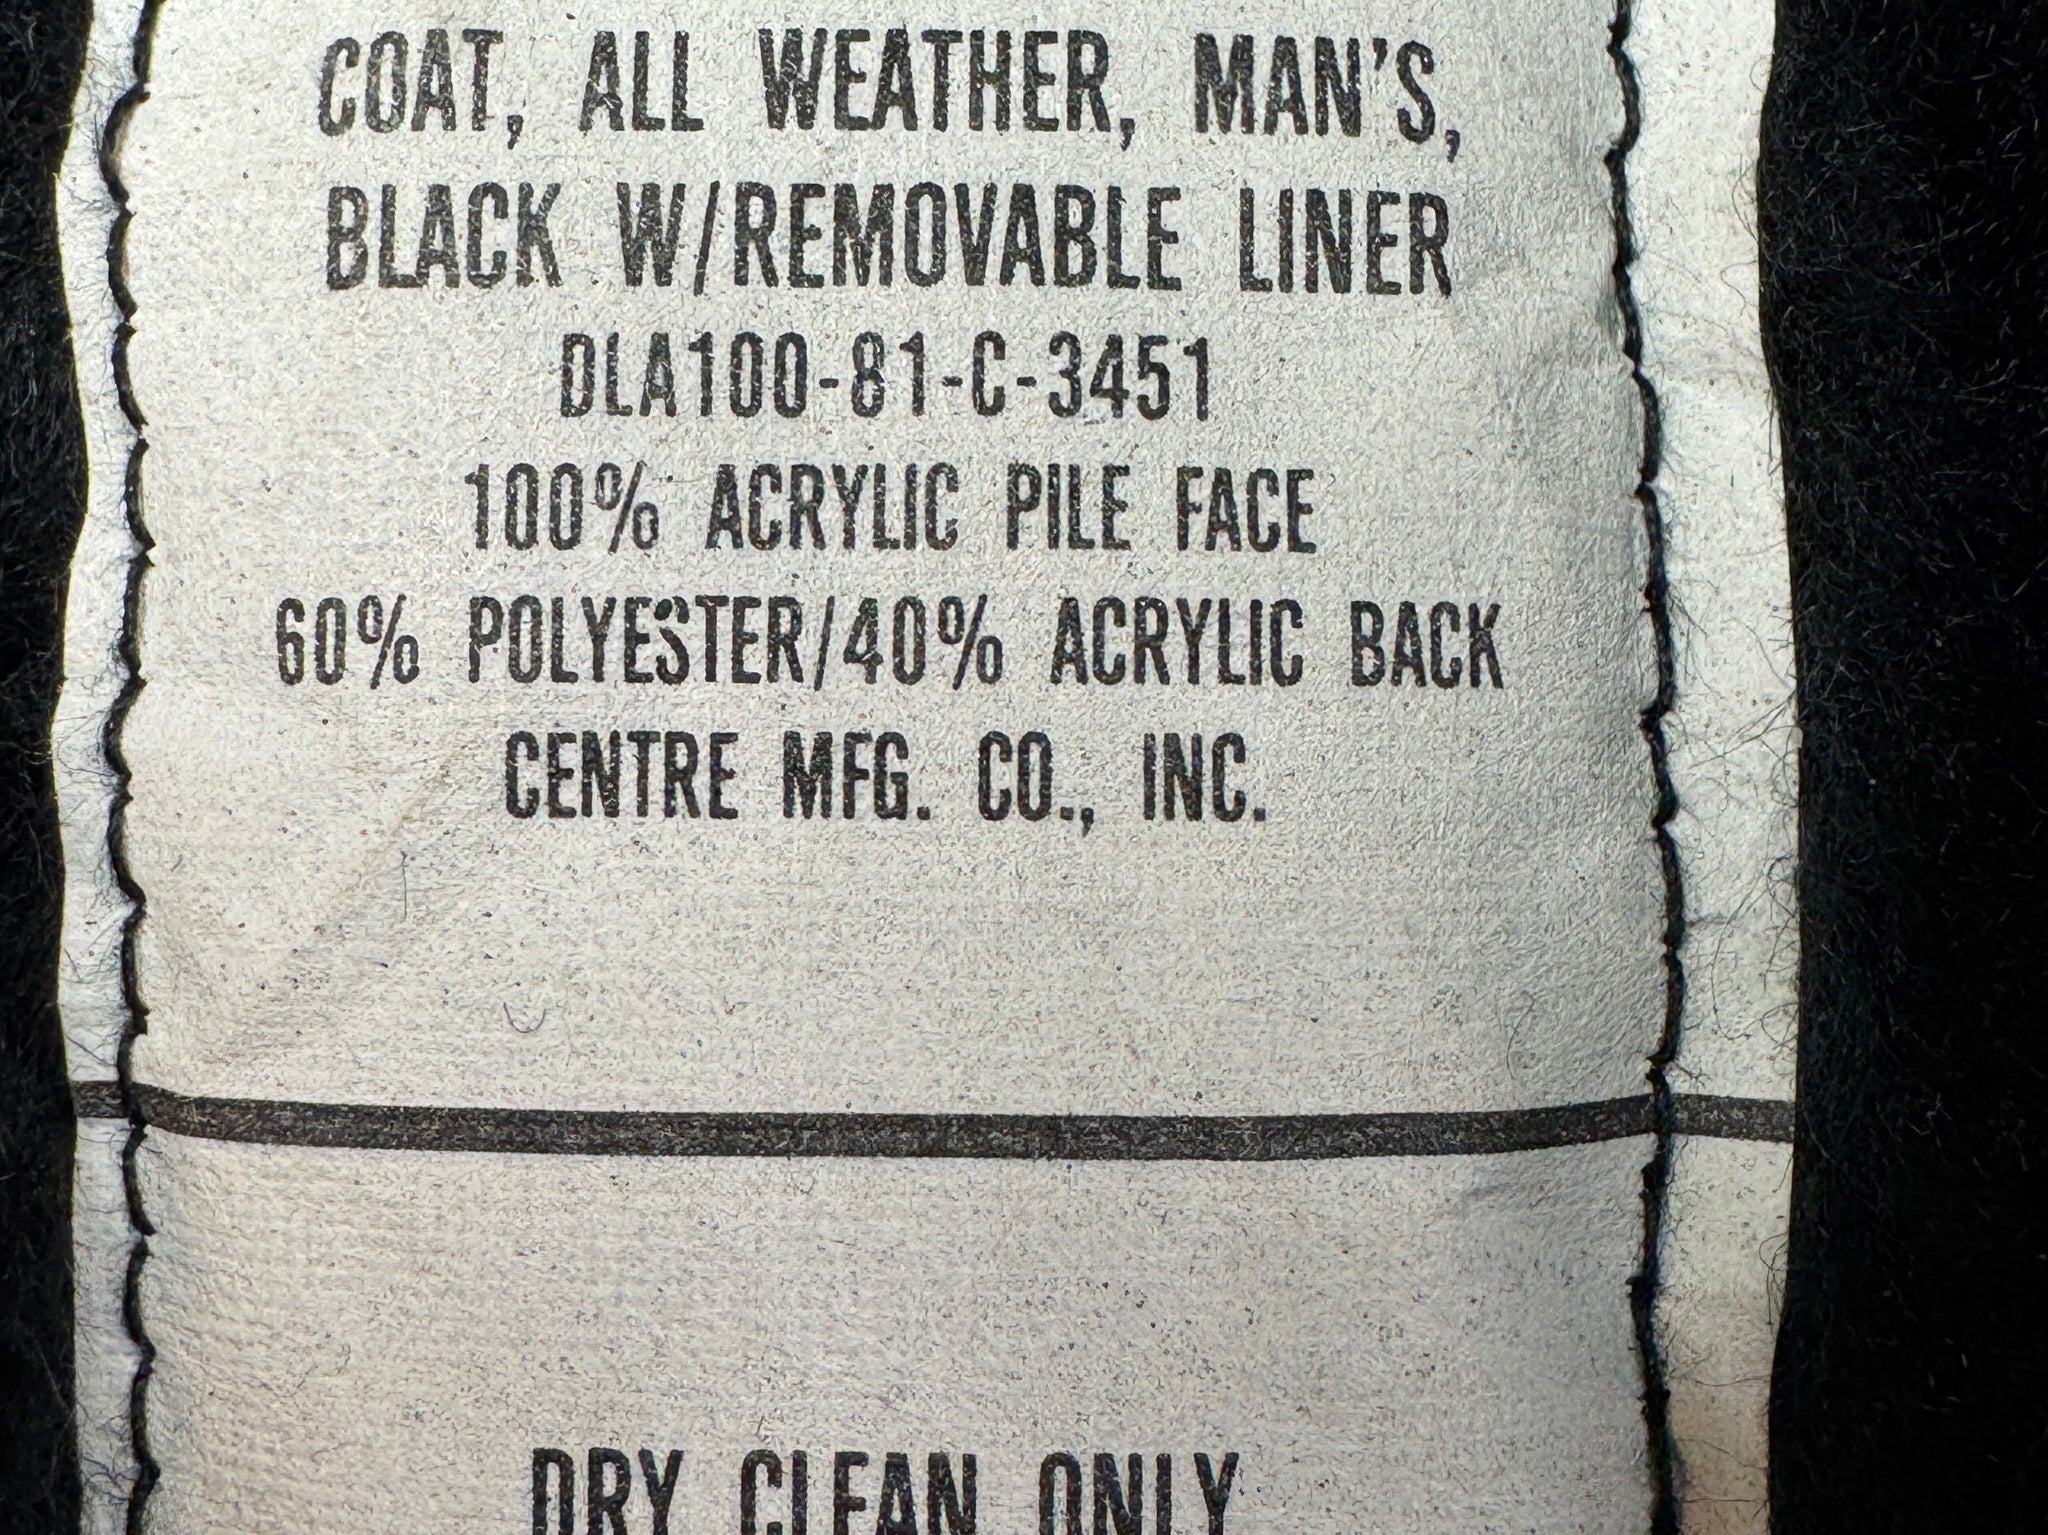 COAT, ALL WEATHER, MAN'S,
BLACK W/REMOVABLE LINER
DLA100-81-C-3451
100% ACRYLIC PILE FACE
60% POLYESTER/40% ACRYLIC BACK
CENTRE MFG. CO., INC.
DRY CLEAN ONLY